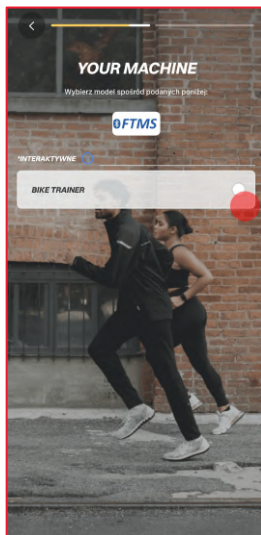 YOUR MACHINE
Wybierz model spośród podanych poniżej:
FTMS
*INTERAKTYWNE
BIKE TRAINER